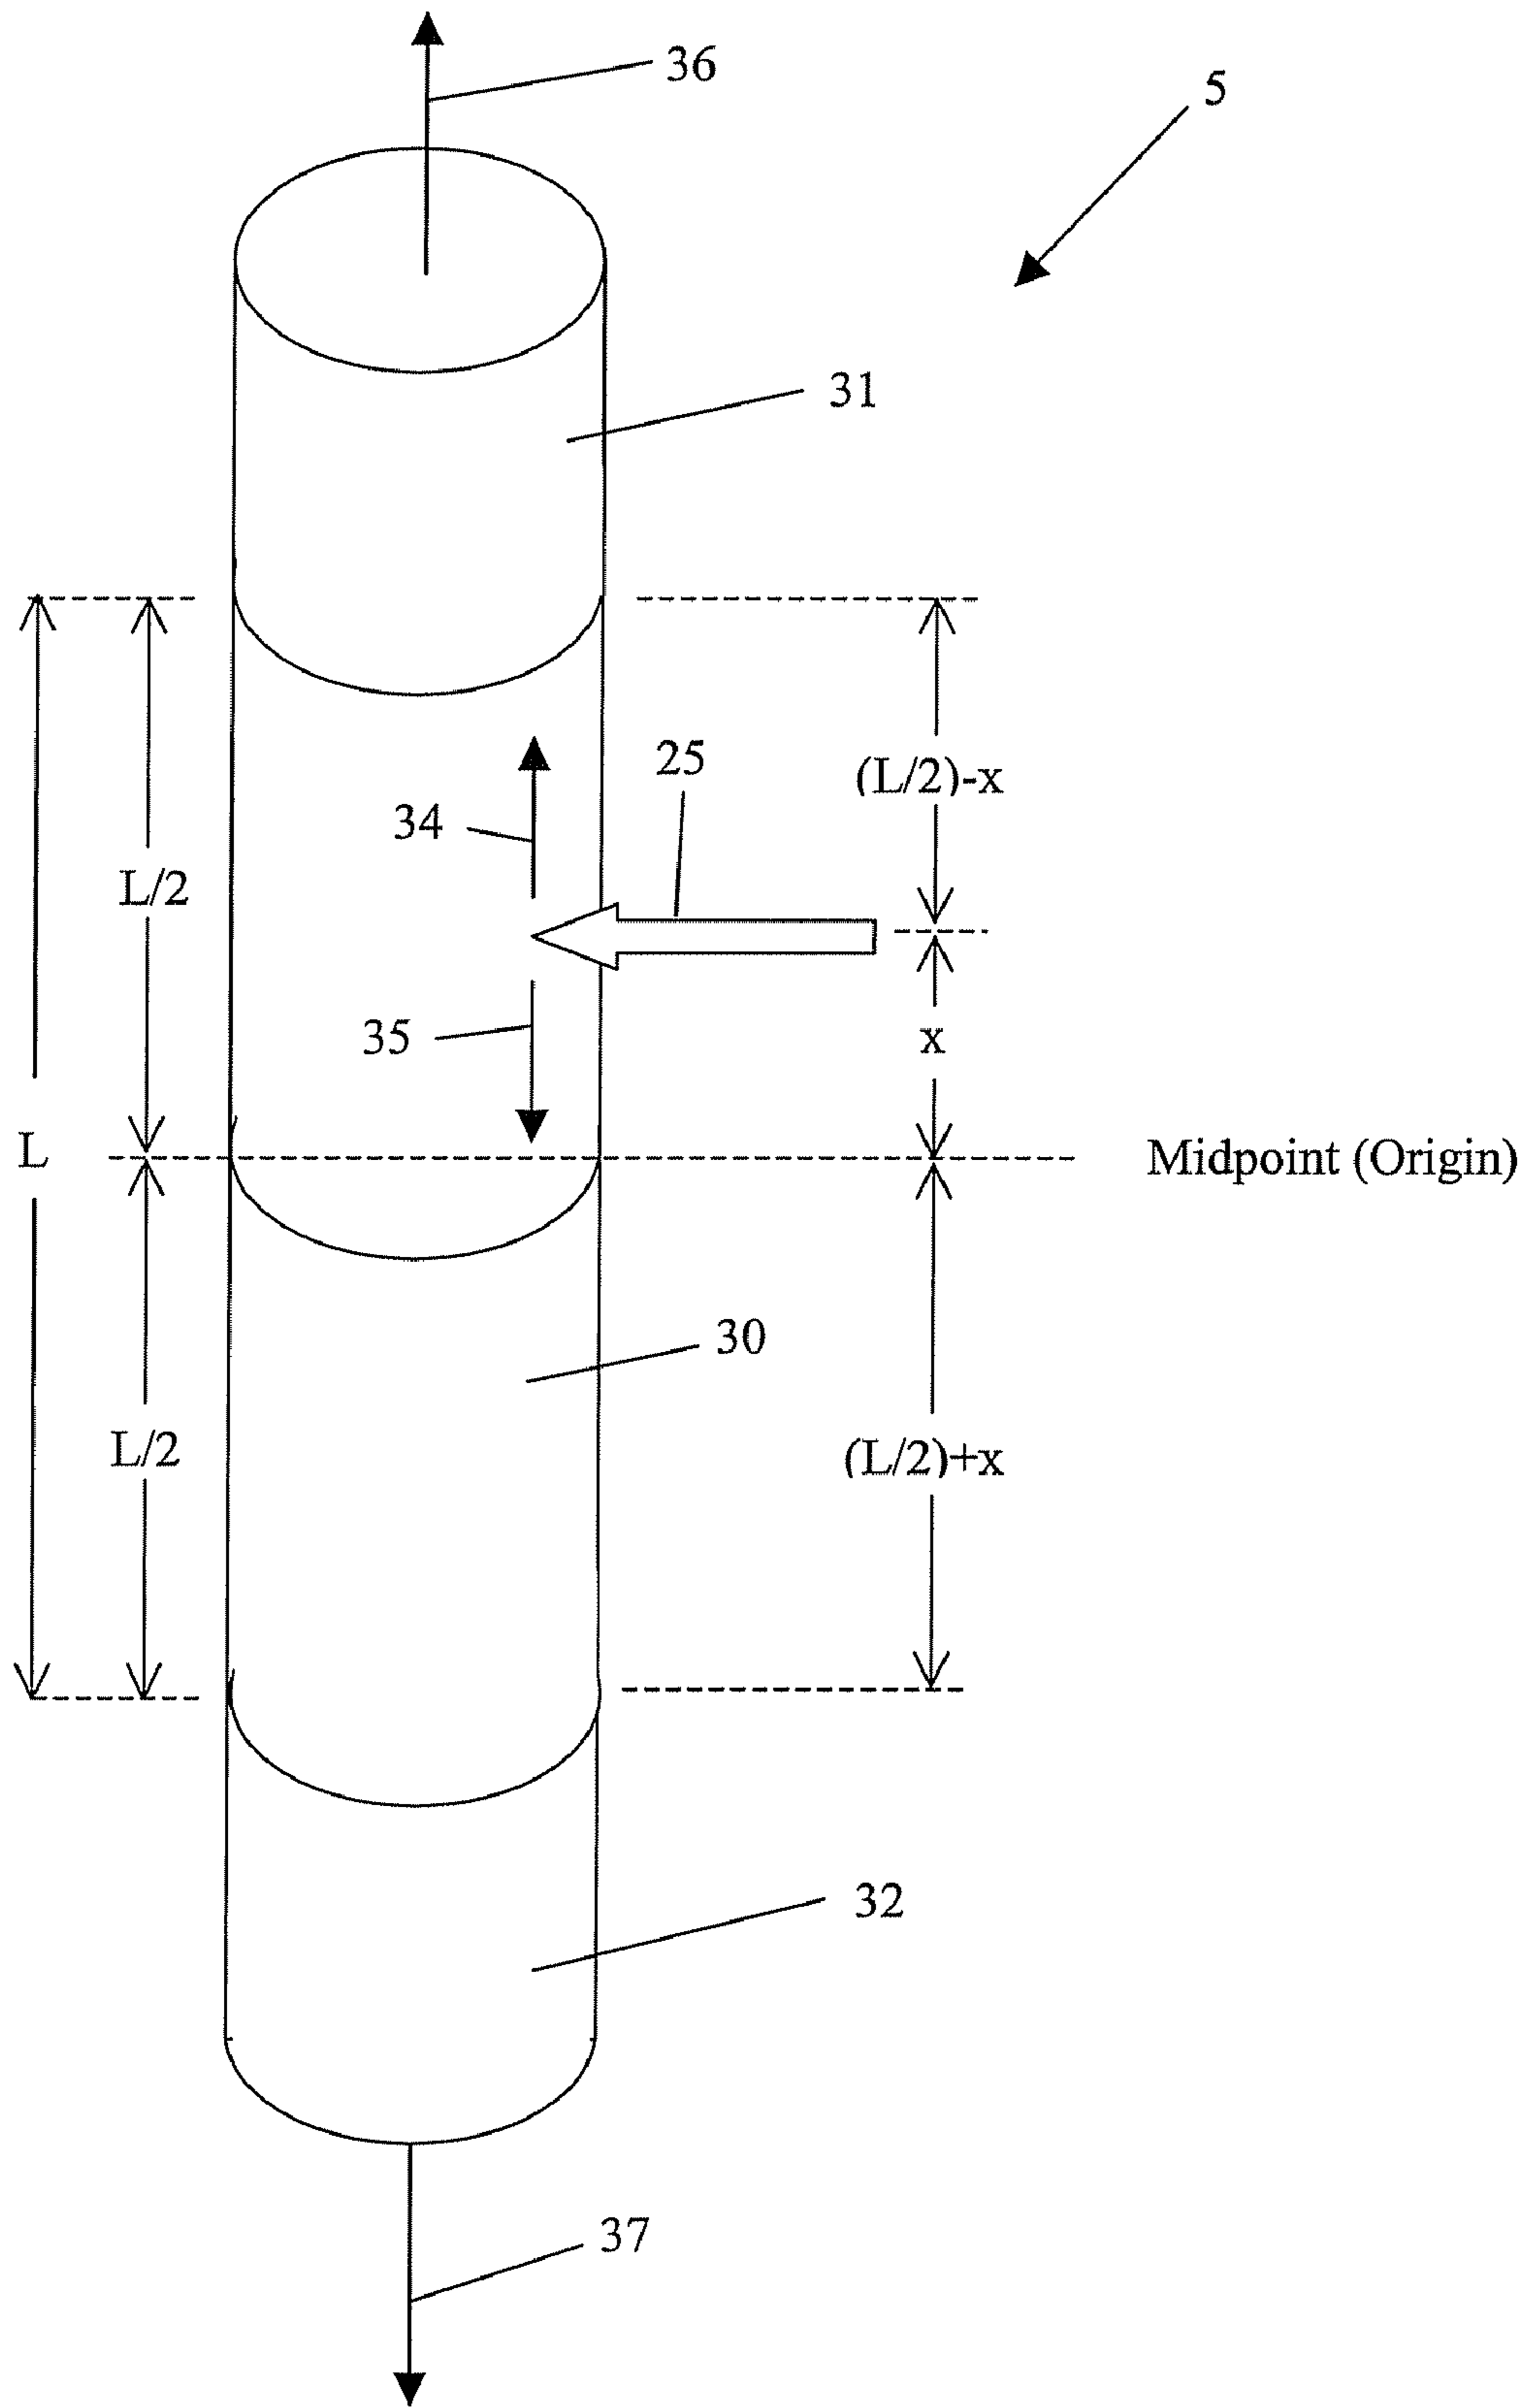 36
5
31
25
(L/2)-x
34
L/2
35
x
L
Midpoint (Origin)
30
L/2
(L/2)+x
32
37